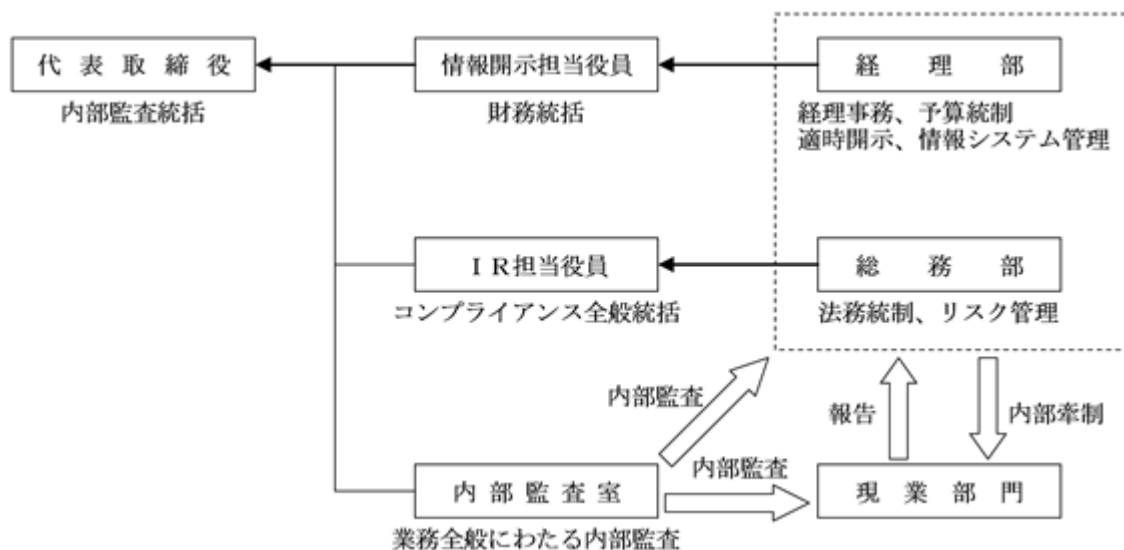 代表取締役
内部監査統括
情報開示担当役員
財務統括
経理部
経理事務、予算統制
適時開示、情報システム管理
ＩＲ担当役員
コンプライアンス全般統括
総務部
法務統制、リスク管理
内部監査
報告
内部牽制
内部監査
内部監査室
業務全般にわたる内部監査
現業部門